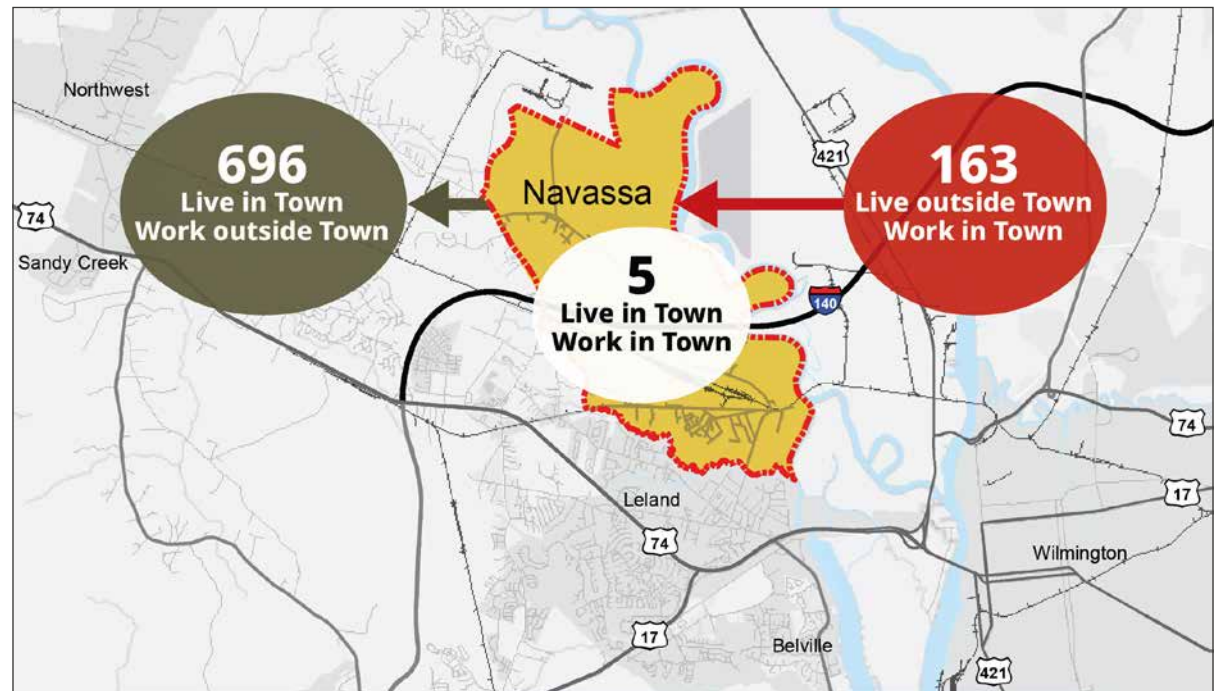 Northwest
696
Live in Town
Work outside Town
Navassa
421
163
Live outside Town
Work in Town
74
Sandy Creek
5
Live in Town
Work in Town
140
74
Leland
17
74
Wilmington
17
Belville
421